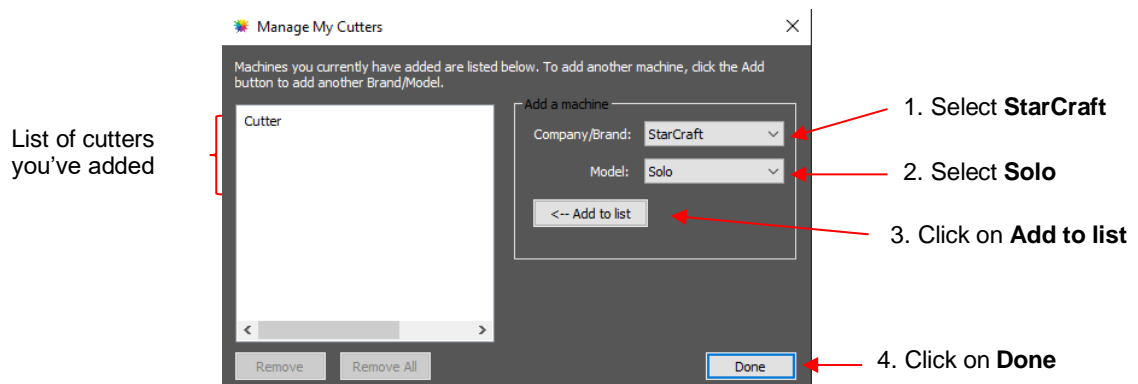 Manage My Cutters
Machines you currently have added are listed below. To add another machine, click the Add
button to add another Brand/Model.
List of cutters
you've added
Cutter
Add a machine
Company/Brand: StarCraft
Model: Solo
<-- Add to list
Remove
Remove All
Done
1. Select StarCraft
2. Select Solo
3. Click on Add to list
4. Click on Done